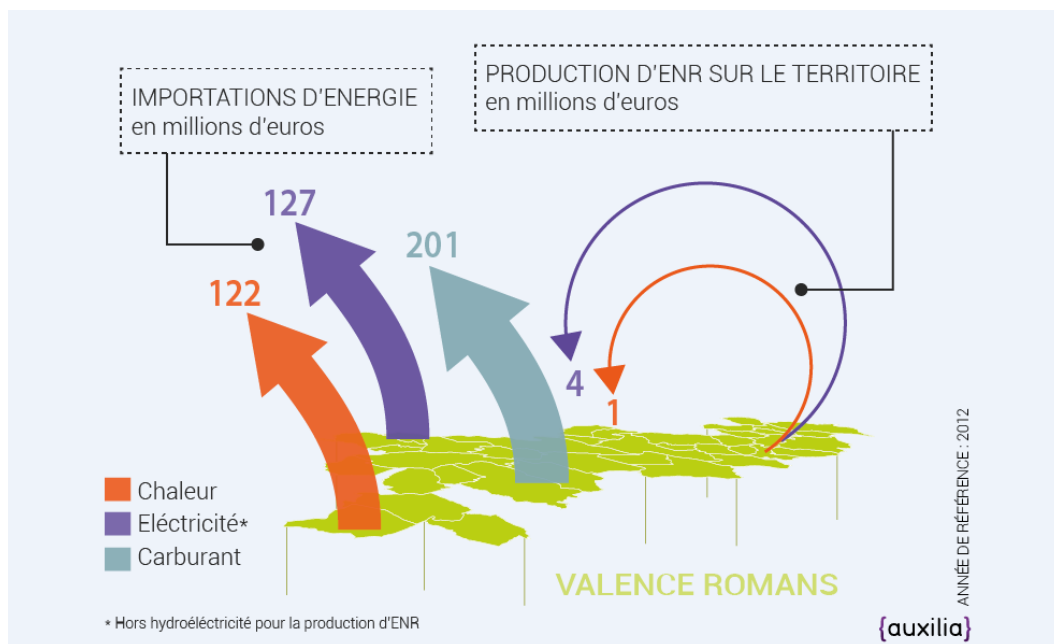 IMPORTATIONS D'ENERGIE
en millions d'euros
PRODUCTION D'ENR SUR LE TERRITOIRE
en millions d'euros
127
201
122
4
1
Chaleur
Eléctricité*
Carburant
VALENCE ROMANS
* Hors hydroéléctricité pour la production d'ENR
ANNÉE DE RÉFÉRENCE : 2012
{auxilia}